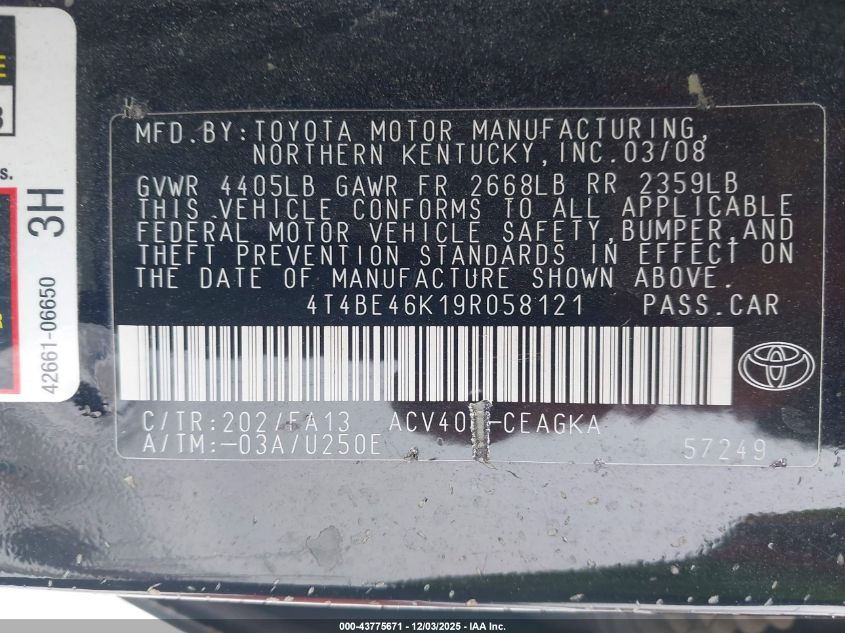 E
3
s.
R
42661-06650 3H
MFD.BY:TOYOTA MOTOR MANUFACTURING,
NORTHERN KENTUCKY,INC.03/08
GVWR 4405LB GAWR FR 2668LB RR 2359LB
THIS VEHICLE CONFORMS TO ALL APPLICABLE
FEDERAL MOTOR VEHICLE SAFETY,BUMPER,AND
THEFT PREVENTION STANDARDS IN EFFECT ON
THE DATE OF MANUFACTURE SHOWN ABOVE.
4T4BE46K19R058121 PASS.CAR
C/TR:202/FA13 ACV40 -CEAGKA
A/TM:-03A/U250E 57249
000-43775671 - 12/03/2025 - IAA Inc.